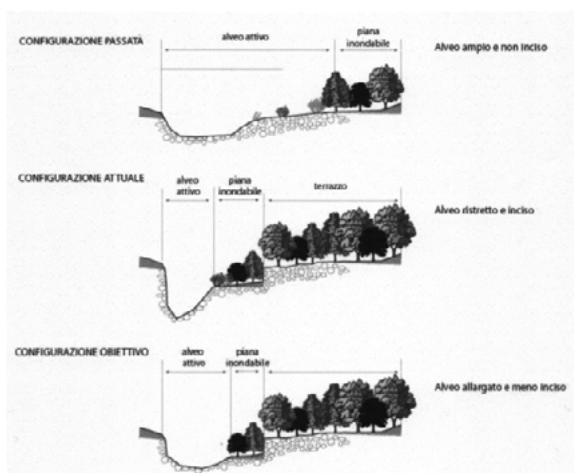 CONFIGURAZIONE PASSATA
alveo attivo
piana
inondabile
Alveo ampio e non inciso
CONFIGURAZIONE ATTUALE
alveo
attivo
piana
inondabile
terrazzo
Alveo ristretto e inciso
CONFIGURAZIONE OBIETTIVO
alveo
attivo
piana
inondabile
Alveo allargato e meno inciso